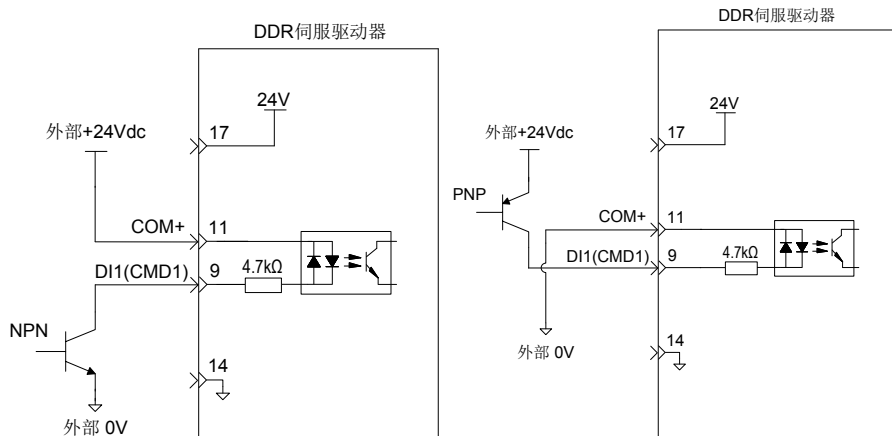 DDR伺服驱动器
24V
17
外部+24Vdc
COM+
11
DI1(CMD1)
9
4.7kΩ
NPN
14
外部 0V
DDR伺服驱动器
24V
17
外部+24Vdc
PNP
COM+
11
DI1(CMD1)
9
4.7kΩ
外部 0V
14